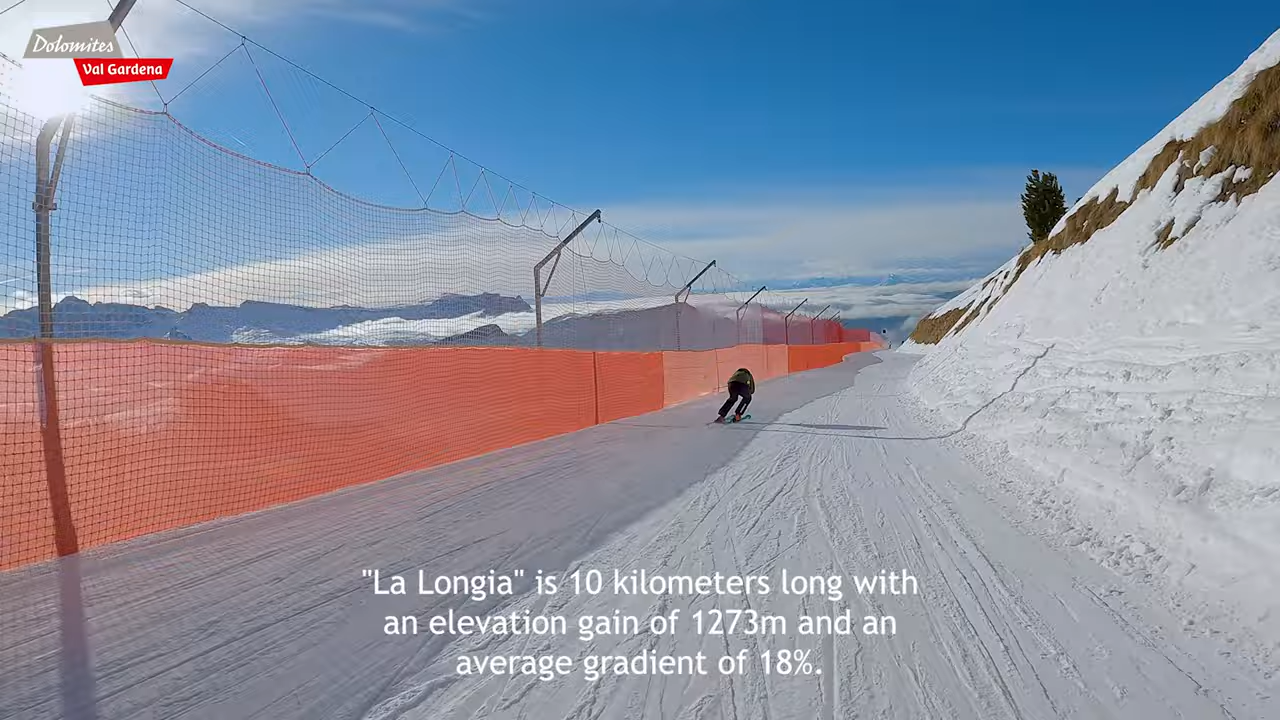 Dolomites
Val Gardena
"La Longia" is 10 kilometers long with
an elevation gain of 1273m and an
average gradient of 18%.